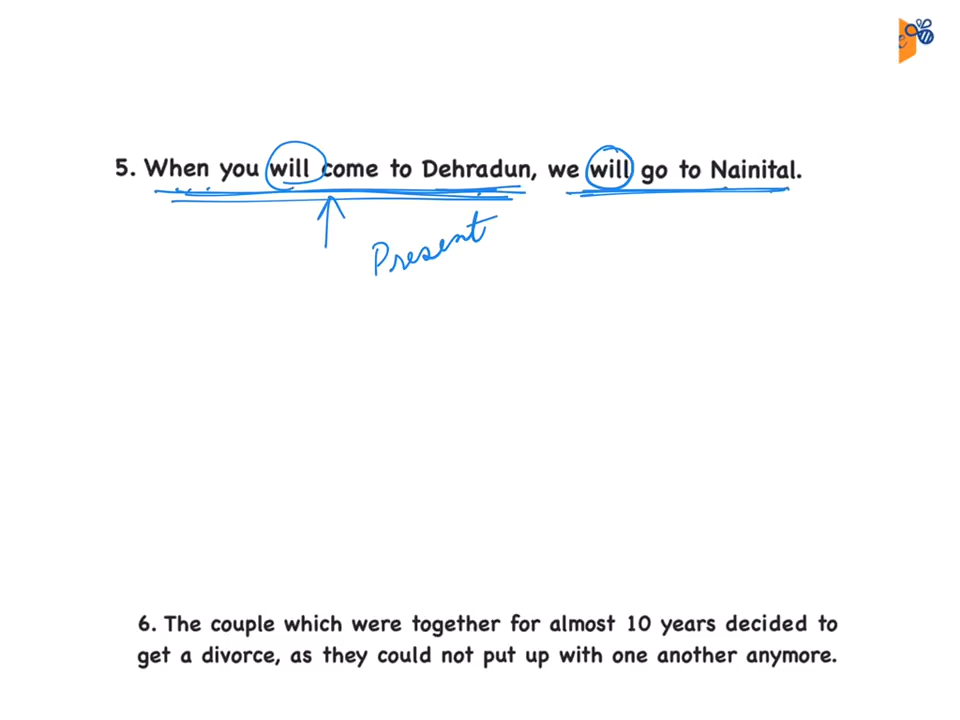 5. When you will come to Dehradun, we will go to Nainital.
Present
6. The couple which were together for almost 10 years decided to
get a divorce, as they could not put up with one another anymore.